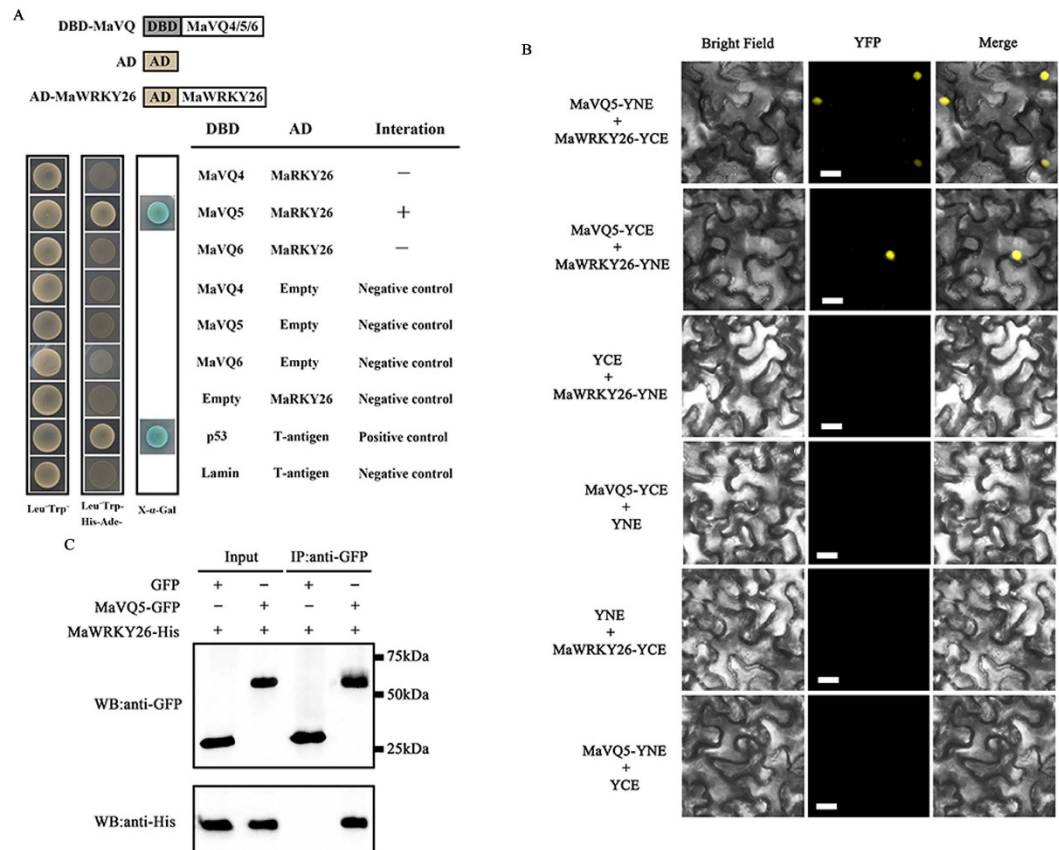 A
DBD-MaVQ DBD MaVQ4/5/6
AD AD
AD-MaWRKY26 AD MaWRKY26
DBD AD Interation
MaVQ4 MaRKY26 −
MaVQ5 MaRKY26 +
MaVQ6 MaRKY26 −
MaVQ4 Empty Negative control
MaVQ5 Empty Negative control
MaVQ6 Empty Negative control
Empty MaRKY26 Negative control
p53 T-antigen Positive control
Lamin T-antigen Negative control
Leu⁻Trp⁻
Leu⁻Trp-
His-Ade-
X-α-Gal
B
Bright Field YFP Merge
MaVQ5-YNE
+
MaWRKY26-YCE
MaVQ5-YCE
+
MaWRKY26-YNE
YCE
+
MaWRKY26-YNE
MaVQ5-YCE
+
YNE
YNE
+
MaWRKY26-YCE
MaVQ5-YNE
+
YCE
C
Input IP:anti-GFP
GFP + − + −
MaVQ5-GFP − + − +
MaWRKY26-His + + + +
75kDa
WB:anti-GFP
50kDa
25kDa
WB:anti-His